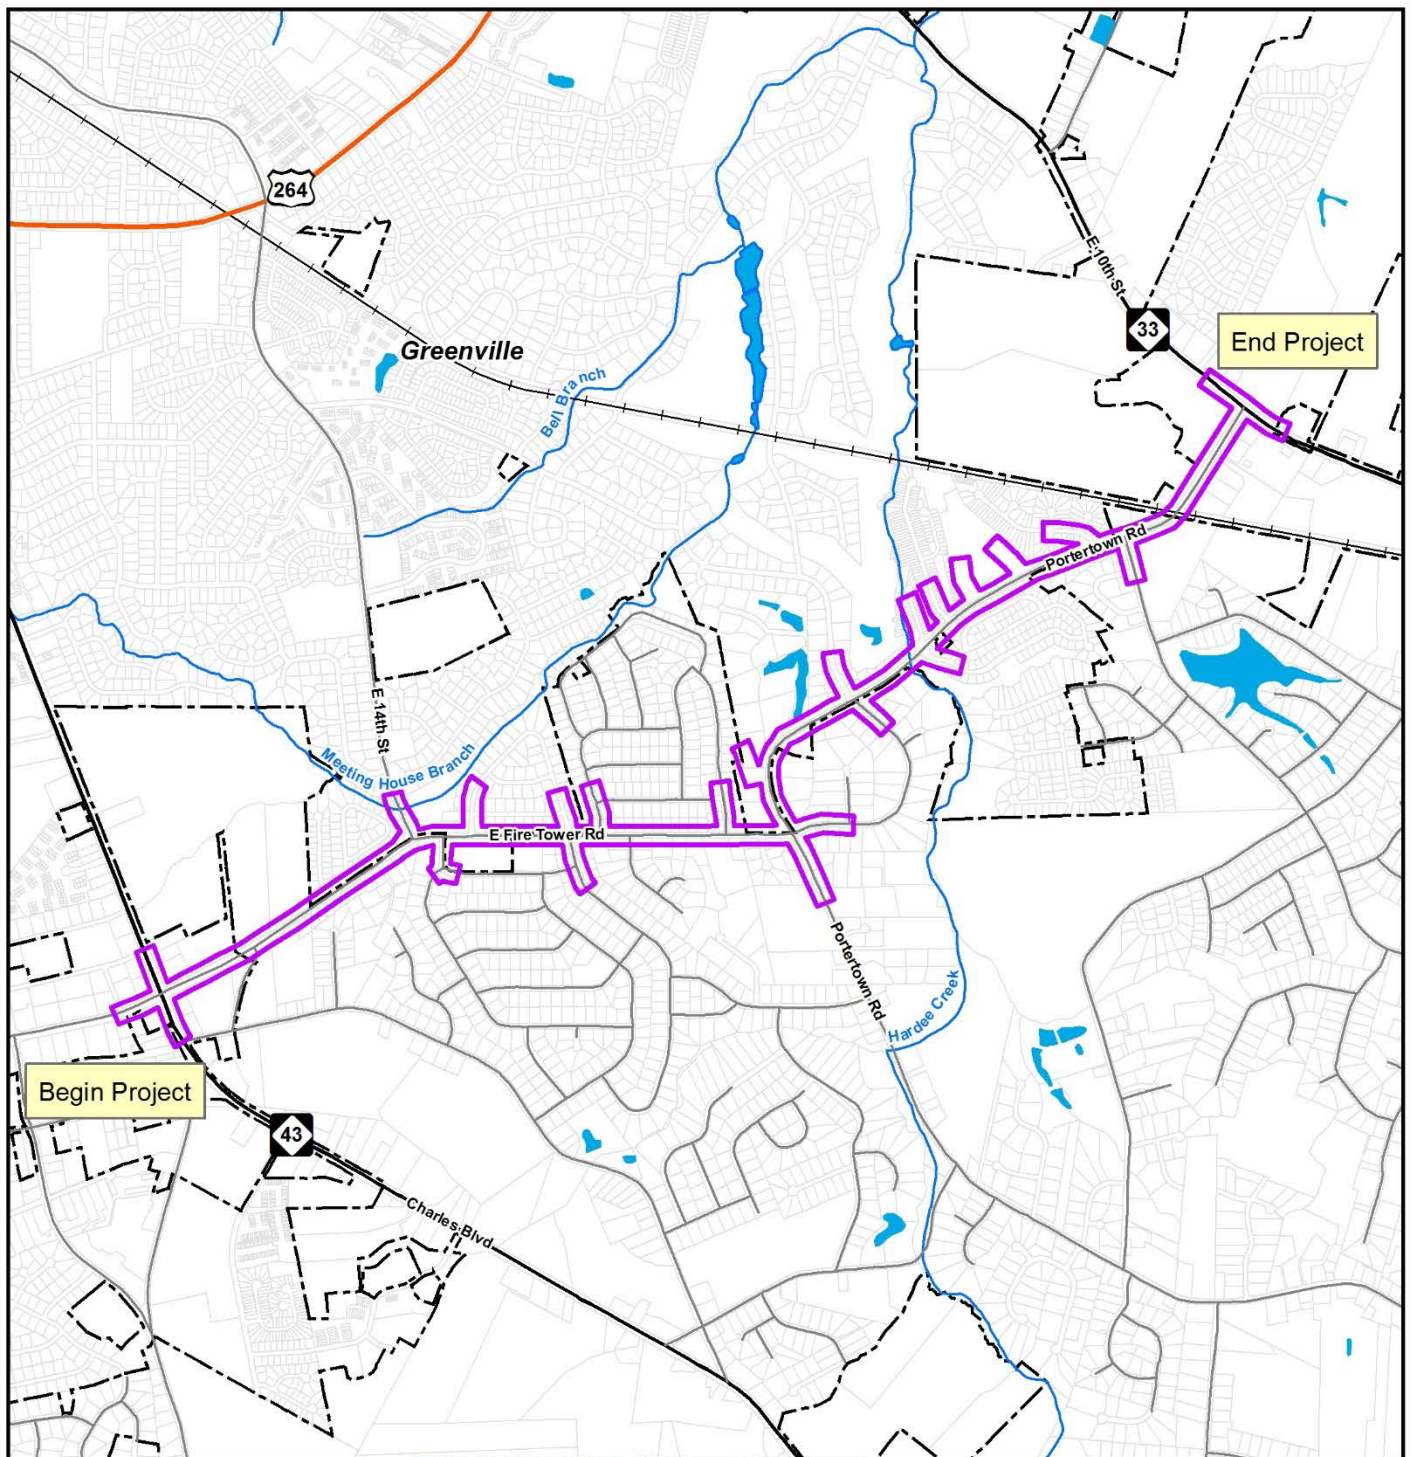 264
E 10th St
33
End Project
Greenville
Bell Branch
Portertown Rd
E 14th St
Meeting House Branch
E Fire Tower Rd
Portertown Rd
Hardee Creek
Begin Project
43
Charles Blvd